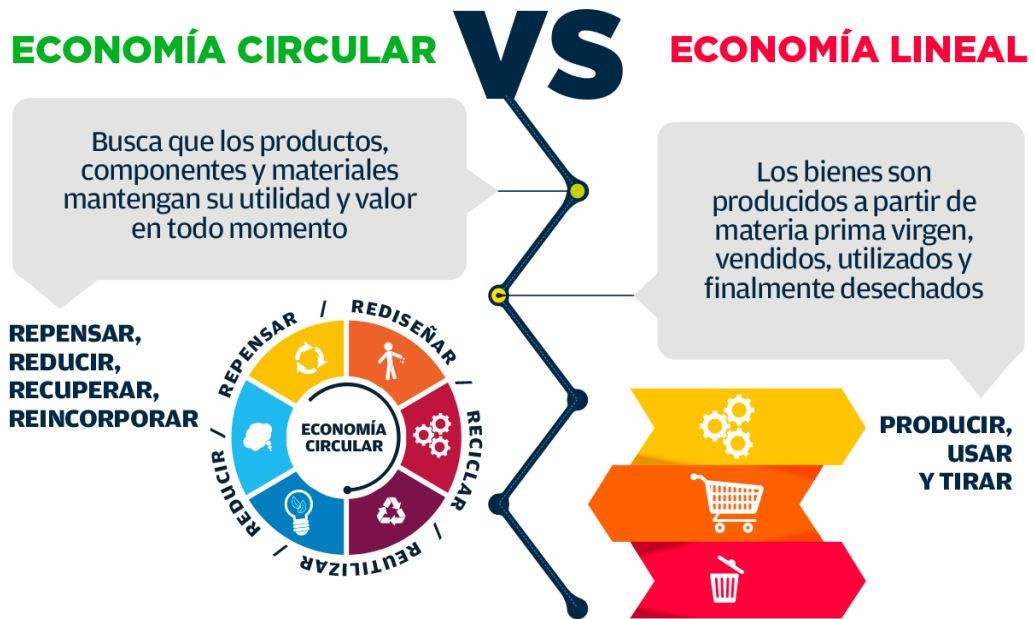 ECONOMÍA CIRCULAR
VS
ECONOMÍA LINEAL
Busca que los productos,
componentes y materiales
mantengan su utilidad y valor
en todo momento
Los bienes son
producidos a partir de
materia prima virgen,
vendidos, utilizados y
finalmente desechados
REPENSAR,
REDUCIR,
RECUPERAR,
REINCORPORAR
REPENSAR / REDISEÑAR / RECICLAR / REUTILIZAR / REDUCIR /
ECONOMÍA
CIRCULAR
PRODUCIR,
USAR
Y TIRAR